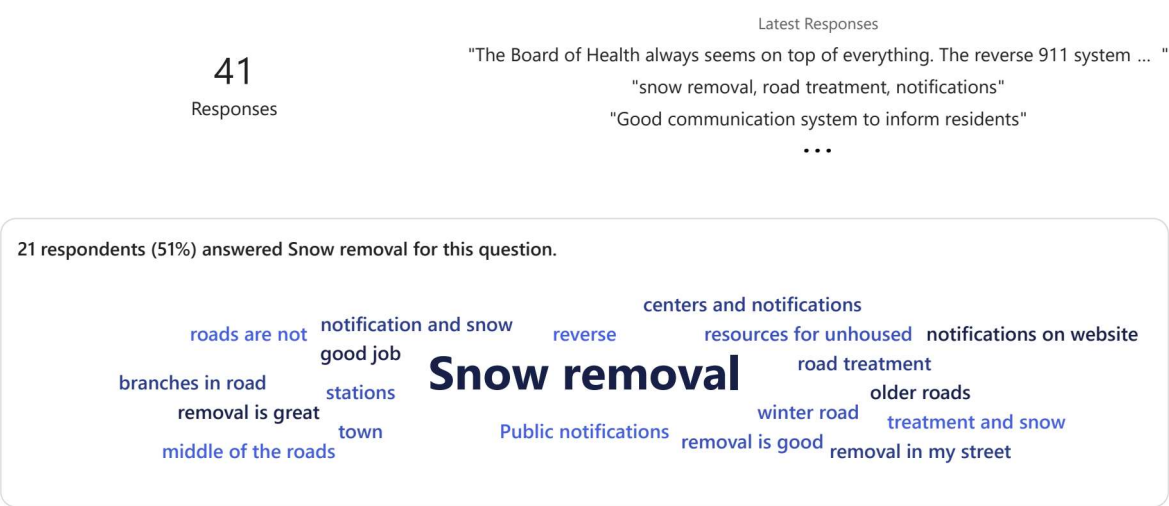 Latest Responses
41
Responses
"The Board of Health always seems on top of everything. The reverse 911 system ... "
"snow removal, road treatment, notifications"
"Good communication system to inform residents"
...
21 respondents (51%) answered Snow removal for this question.
centers and notifications
roads are not
notification and snow
reverse
resources for unhoused
notifications on website
good job
Snow removal
road treatment
branches in road
stations
older roads
removal is great
winter road
treatment and snow
town
Public notifications
removal is good
removal in my street
middle of the roads